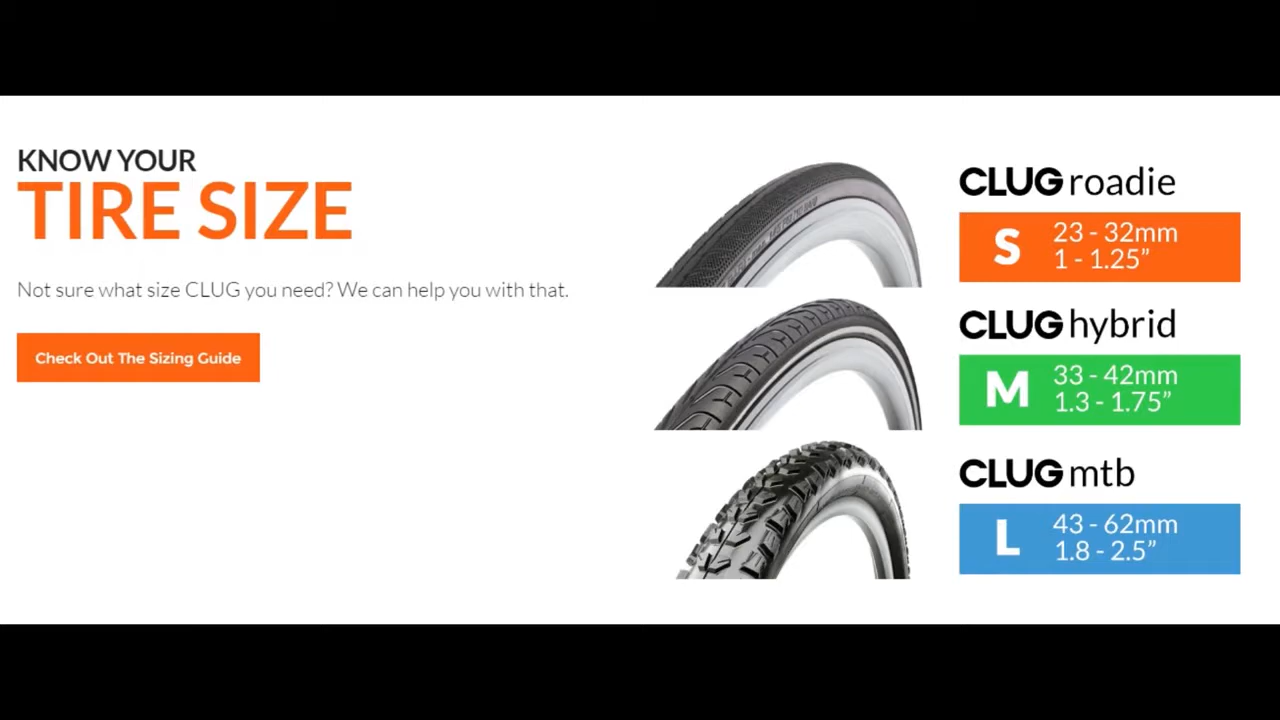 KNOW YOUR
TIRE SIZE
Not sure what size CLUG you need? We can help you with that.
Check Out The Sizing Guide
CLUG roadie
S
23 - 32mm
1 - 1.25”
CLUG hybrid
M
33 - 42mm
1.3 - 1.75”
CLUG mtb
L
43 - 62mm
1.8 - 2.5”